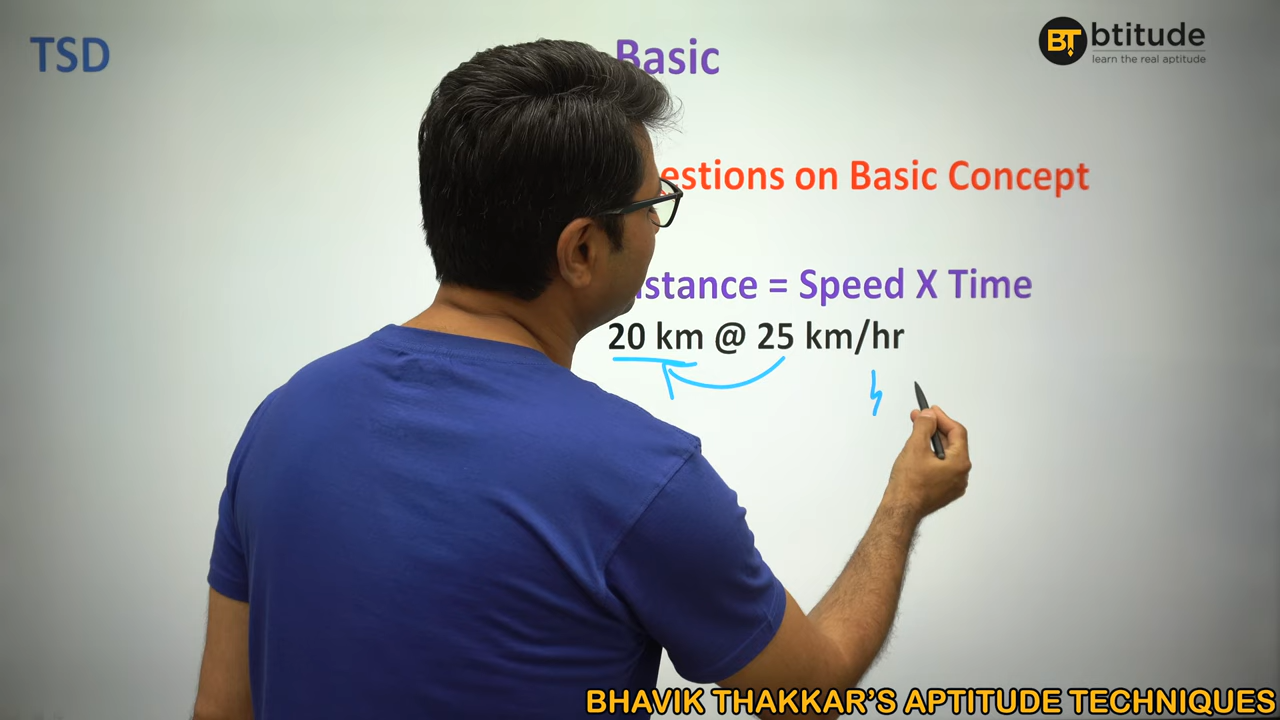 TSD
Basic
BT btitude
learn the real aptitude
estions on Basic Concept
stance = Speed X Time
20 km @ 25 km/hr
BHAVIK THAKKAR'S APTITUDE TECHNIQUES